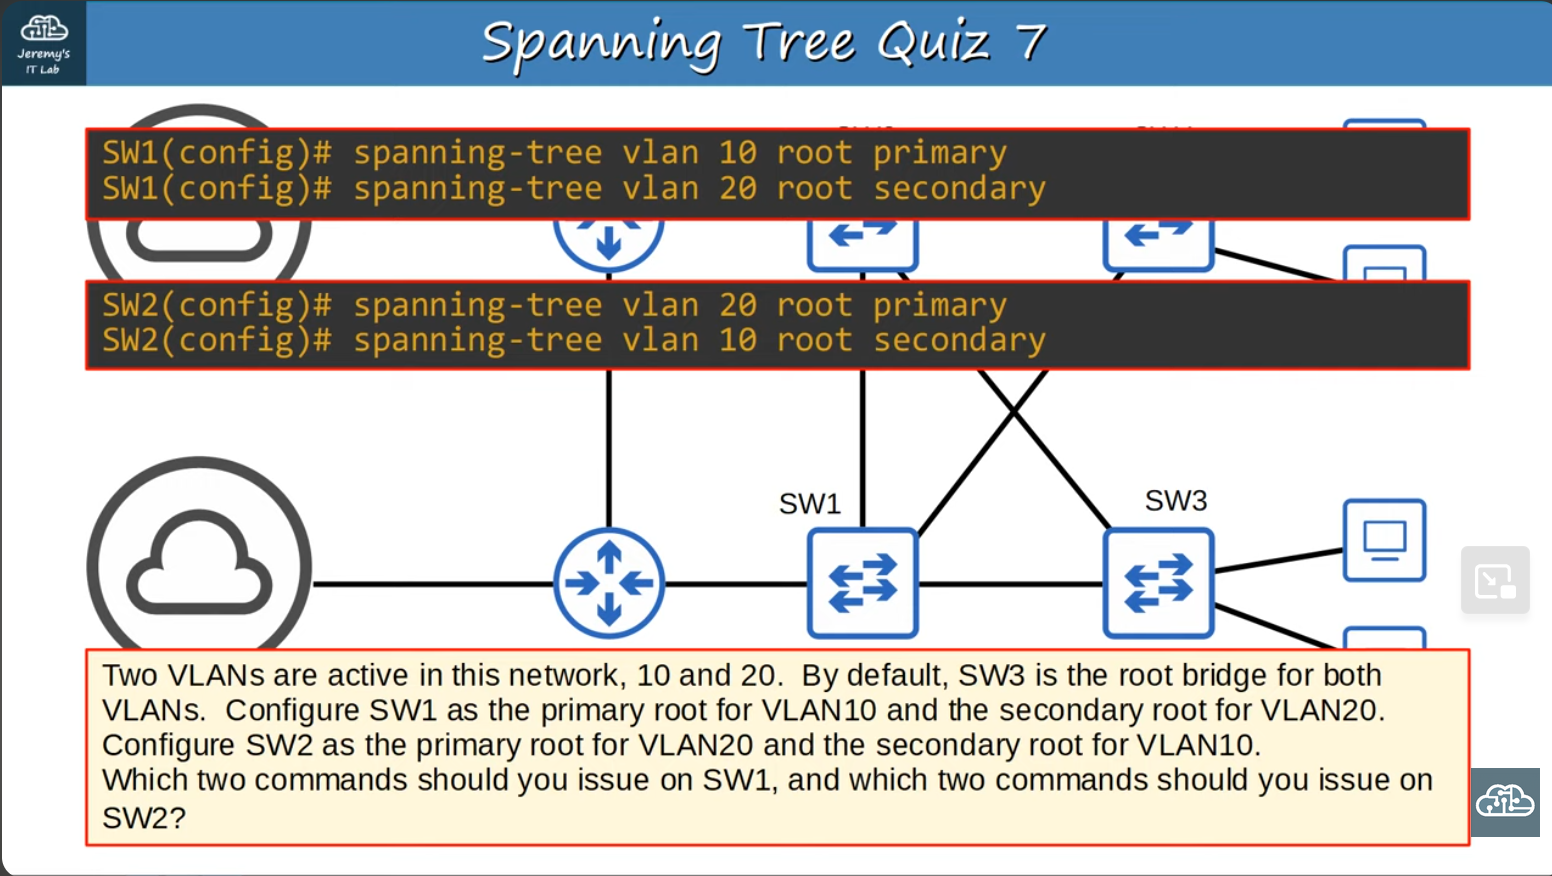 Jeremy's
IT Lab
Spanning Tree Quiz 7
SW1(config)# spanning-tree vlan 10 root primary
SW1(config)# spanning-tree vlan 20 root secondary
SW2(config)# spanning-tree vlan 20 root primary
SW2(config)# spanning-tree vlan 10 root secondary
SW1
SW3
Two VLANs are active in this network, 10 and 20.  By default, SW3 is the root bridge for both
VLANs.  Configure SW1 as the primary root for VLAN10 and the secondary root for VLAN20.
Configure SW2 as the primary root for VLAN20 and the secondary root for VLAN10.
Which two commands should you issue on SW1, and which two commands should you issue on
SW2?